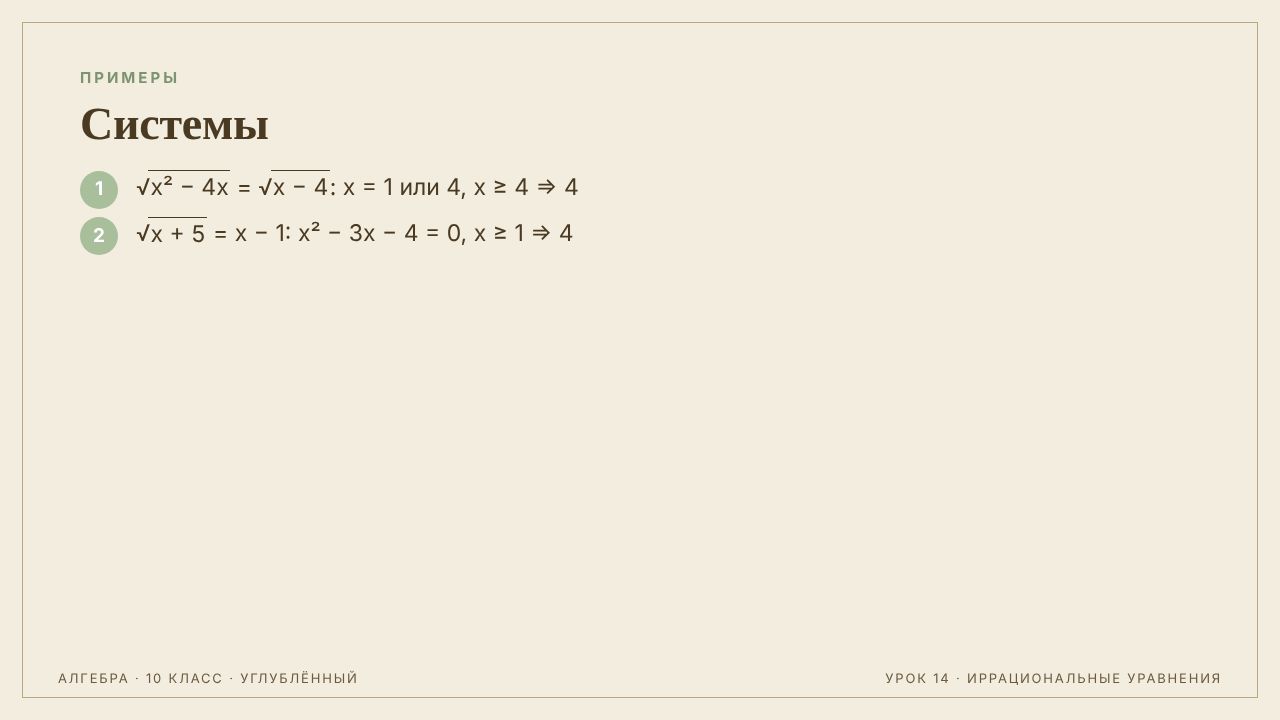 ПРИМЕРЫ
Системы
1 √x² − 4x = √x − 4: x = 1 или 4, x ≥ 4 ⇒ 4
2 √x + 5 = x − 1: x² − 3x − 4 = 0, x ≥ 1 ⇒ 4
АЛГЕБРА · 10 КЛАСС · УГЛУБЛЁННЫЙ
УРОК 14 · ИРРАЦИОНАЛЬНЫЕ УРАВНЕНИЯ